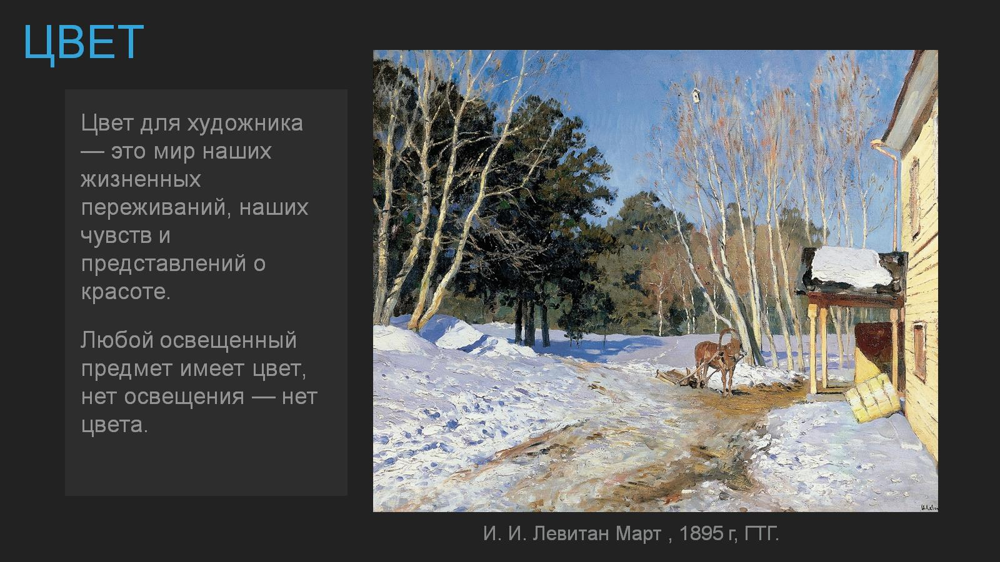 ЦВЕТ
Цвет для художника
— это мир наших
жизненных
переживаний, наших
чувств и
представлений о
красоте.
Любой освещенный
предмет имеет цвет,
нет освещения — нет
цвета.
И. И. Левитан Март , 1895 г, ГТГ.